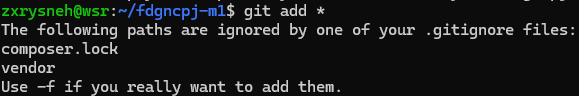 zxrysneh@wsr:~/fdgncpj-m1$ git add *
The following paths are ignored by one of your .gitignore files:
composer.lock
vendor
Use -f if you really want to add them.